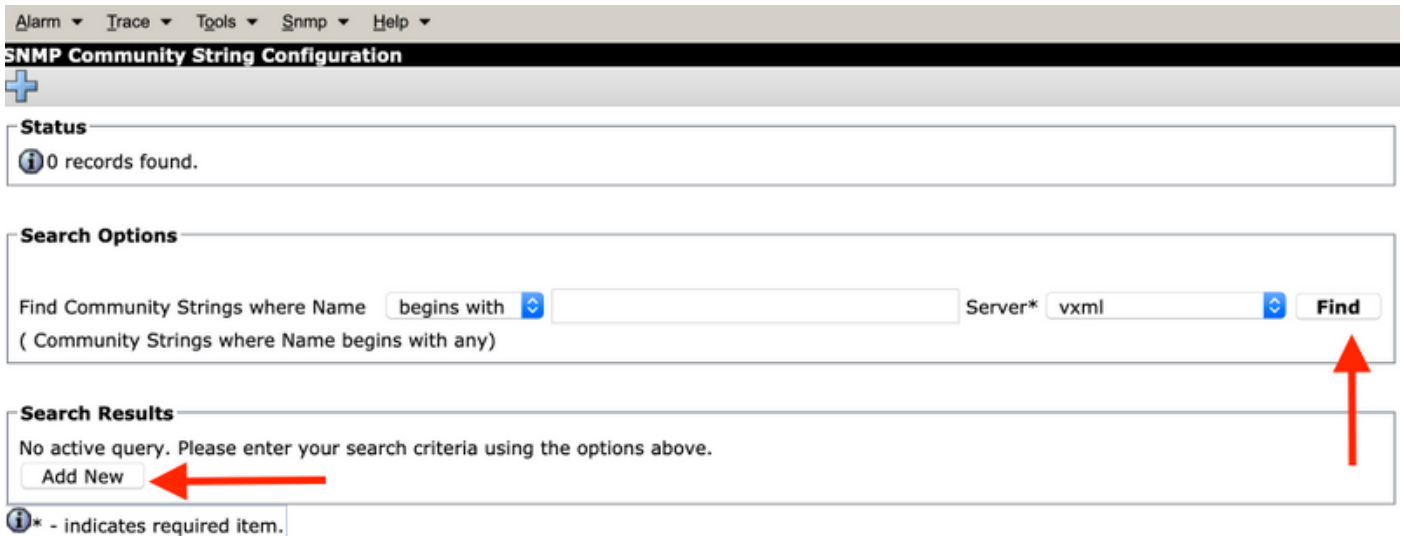 Alarm Trace Tools Snmp Help
SNMP Community String Configuration
Status
0 records found.
Search Options
Find Community Strings where Name begins with Server* vxml Find
( Community Strings where Name begins with any)
Search Results
No active query. Please enter your search criteria using the options above.
Add New
* - indicates required item.